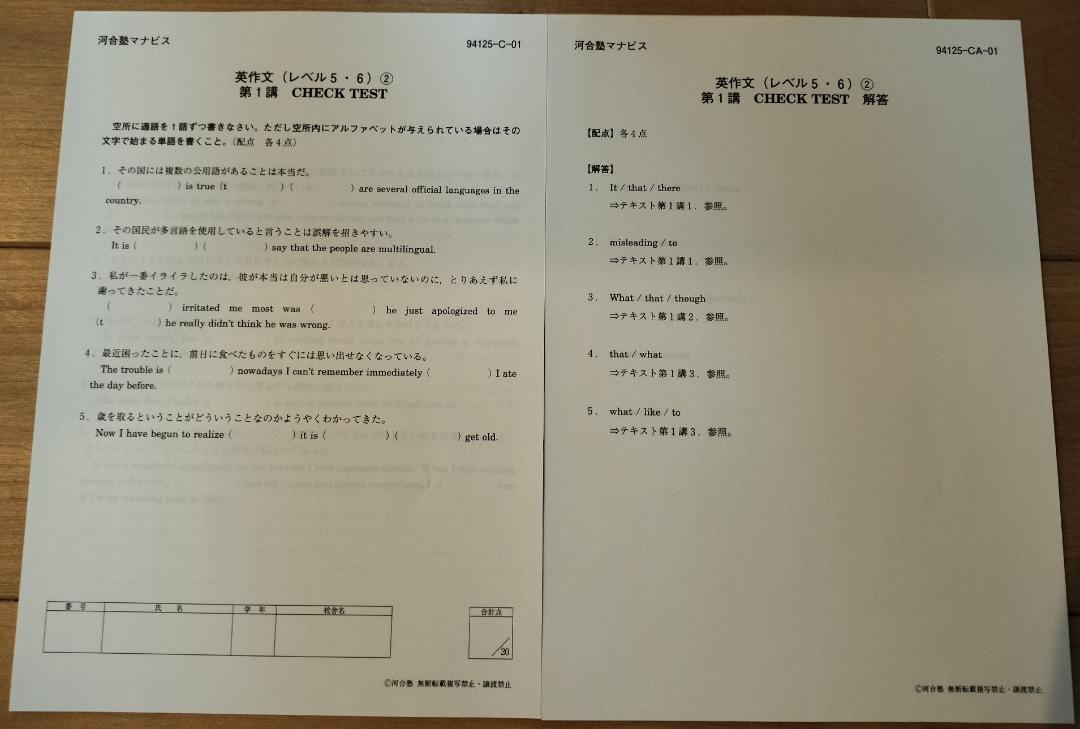 河合塾マナビス
94125-C-01
英作文（レベル5・6）②
第1講 CHECK TEST
空所に適語を1語ずつ書きなさい。ただし空所内にアルファベットが与えられている場合はその
文字で始まる単語を書くこと。（配点 各4点）
1．その国には複数の公用語があることは本当だ。
( ) is true (t ) ( ) are several official languages in the
country.
2．その国民が多言語を使用していると言うことは誤解を招きやすい。
It is ( ) ( ) say that the people are multilingual.
3．私が一番イライラしたのは，彼が本当は自分が悪いとは思っていないのに，とりあえず私に
謝ってきたことだ。
( ) irritated me most was ( ) he just apologized to me
(t ) he really didn't think he was wrong.
4．最近困ったことに，前日に食べたものをすぐには思い出せなくなっている。
The trouble is ( ) nowadays I can't remember immediately ( ) I ate
the day before.
5．歳を取るということがどういうことなのかようやくわかってきた。
Now I have begun to realize ( ) it is ( ) ( ) get old.
番号 氏名 学年 校舎名
合計点
/20
©河合塾 無断転載複写禁止・譲渡禁止
河合塾マナビス
94125-CA-01
英作文（レベル5・6）②
第1講 CHECK TEST 解答
【配点】各4点
【解答】
1． It / that / there
⇒テキスト第1講1．参照。
2． misleading / to
⇒テキスト第1講1．参照。
3． What / that / though
⇒テキスト第1講2．参照。
4． that / what
⇒テキスト第1講3．参照。
5． what / like / to
⇒テキスト第1講3．参照。
©河合塾 無断転載複写禁止・譲渡禁止